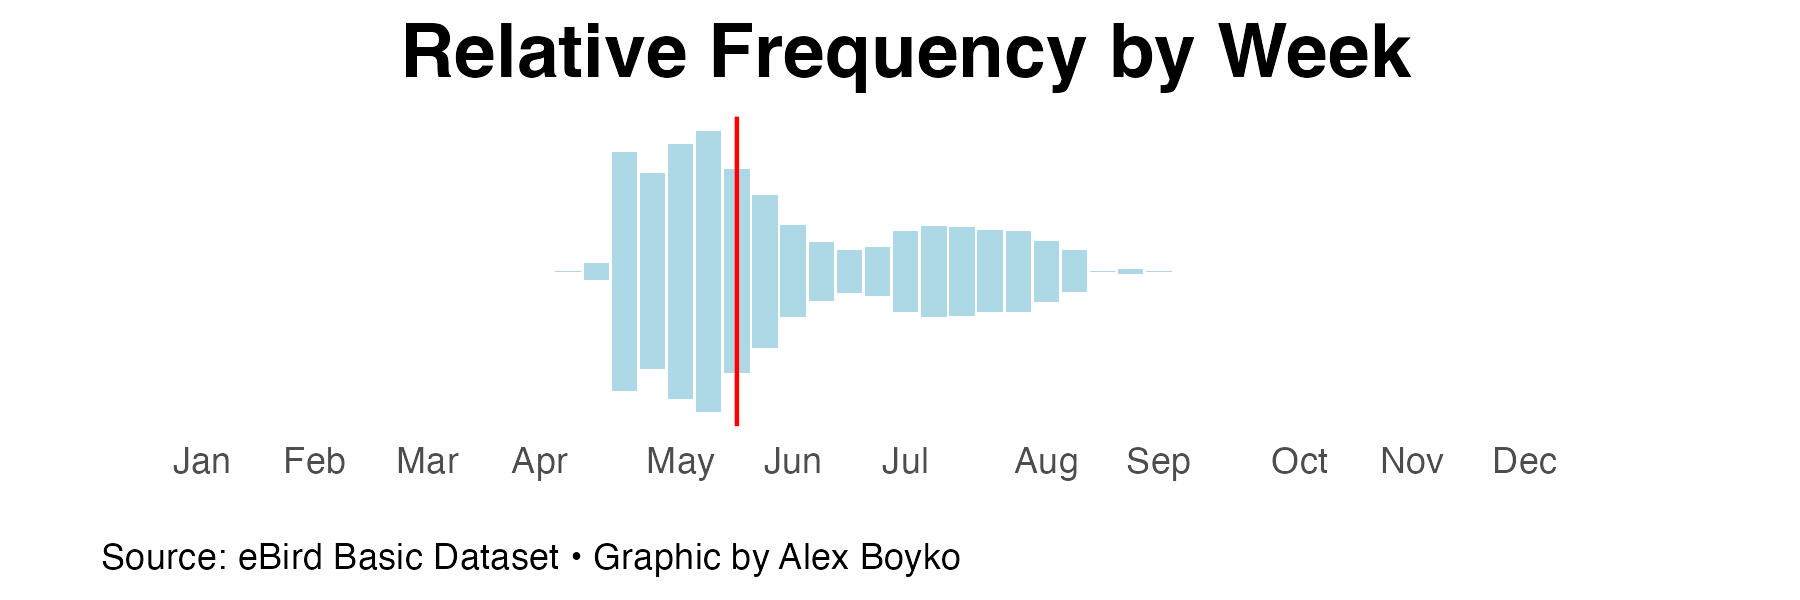 Relative Frequency by Week
Jan Feb Mar Apr May Jun Jul Aug Sep Oct Nov Dec
Source: eBird Basic Dataset • Graphic by Alex Boyko